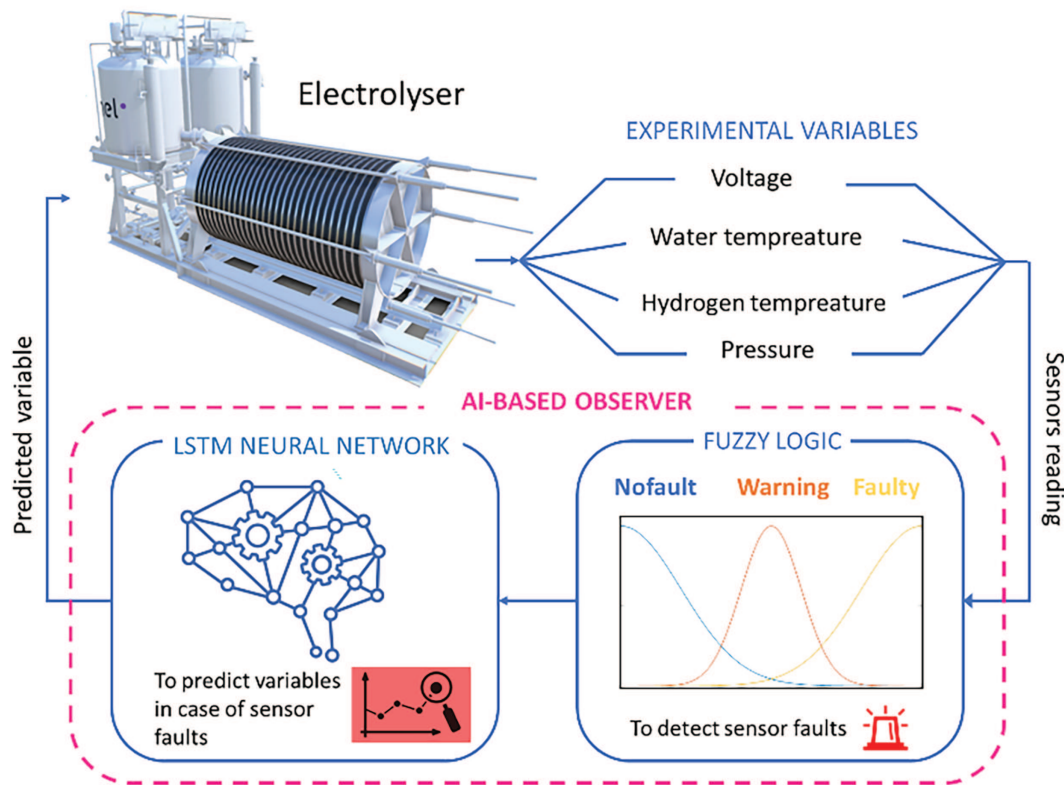 nel
Electrolyser
EXPERIMENTAL VARIABLES
Voltage
Water tempreature
Hydrogen tempreature
Pressure
Sesnors reading
Predicted variable
AI-BASED OBSERVER
LSTM NEURAL NETWORK
To predict variables
in case of sensor
faults
FUZZY LOGIC
Nofault Warning Faulty
To detect sensor faults